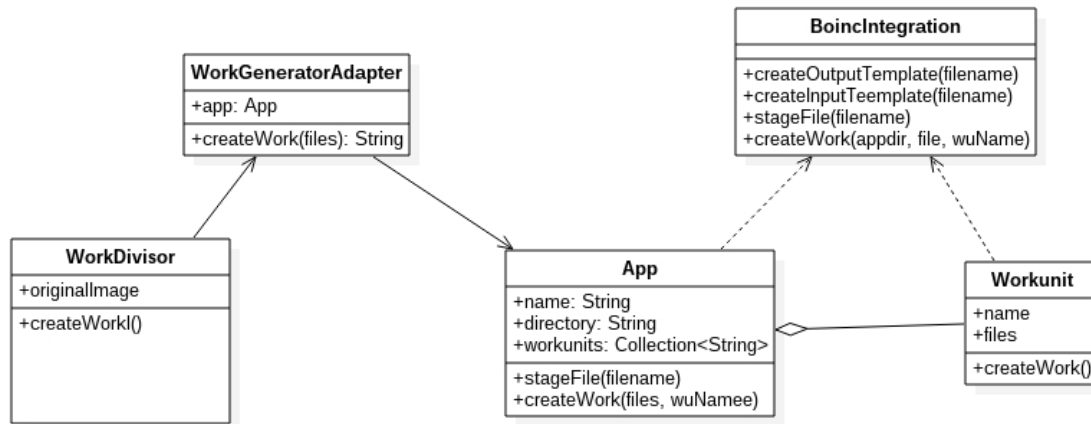 BoincIntegration
+createOutputTemplate(filename)
+createInputTeemplate(filename)
+stageFile(filename)
+createWork(appdir, file, wuName)
WorkGeneratorAdapter
+app: App
+createWork(files): String
WorkDivisor
+originalImage
+createWorkI()
App
+name: String
+directory: String
+workunits: Collection<String>
+stageFile(filename)
+createWork(files, wuNamee)
Workunit
+name
+files
+createWork()